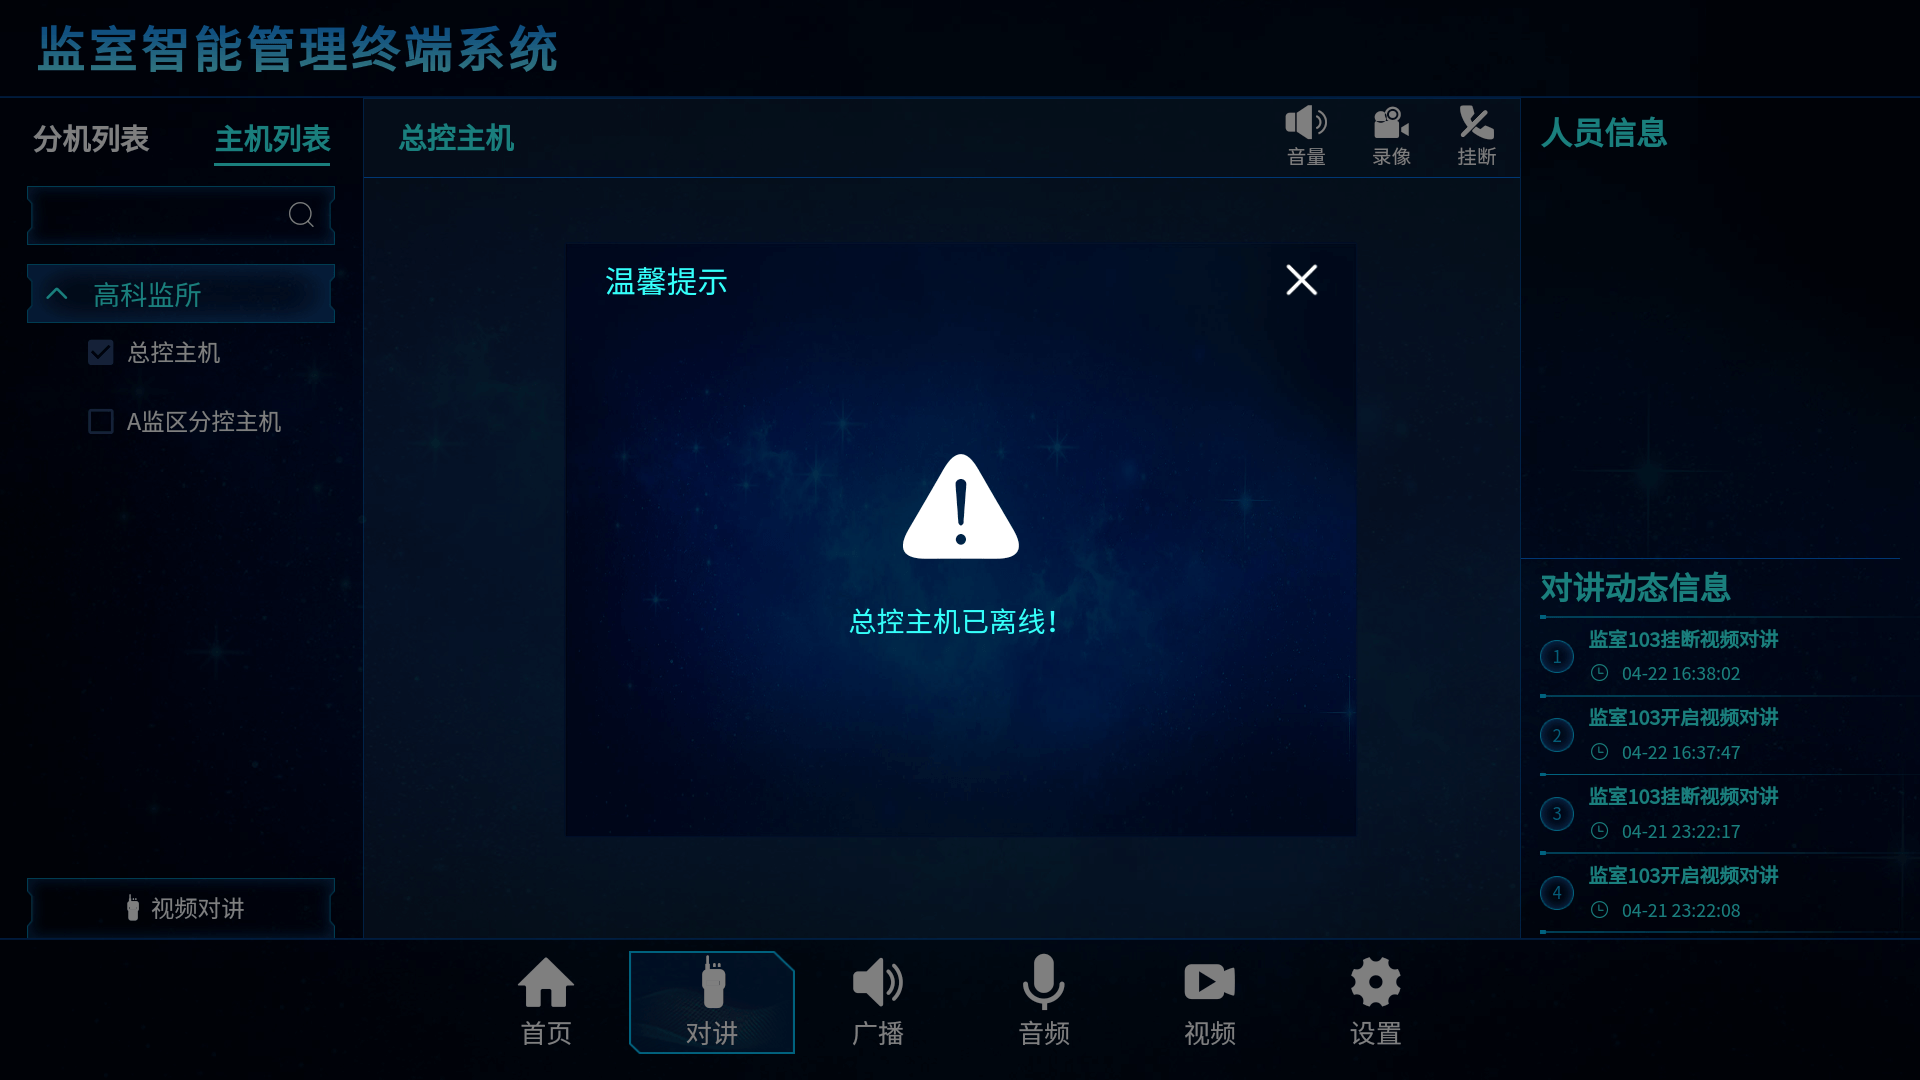 监室智能管理终端系统
分机列表
主机列表
高科监所
总控主机
A监区分控主机
视频对讲
总控主机
音量
录像
挂断
温馨提示
总控主机已离线!
人员信息
对讲动态信息
1
监室103挂断视频对讲
04-22 16:38:02
2
监室103开启视频对讲
04-22 16:37:47
3
监室103挂断视频对讲
04-21 23:22:17
4
监室103开启视频对讲
04-21 23:22:08
首页
对讲
广播
音频
视频
设置